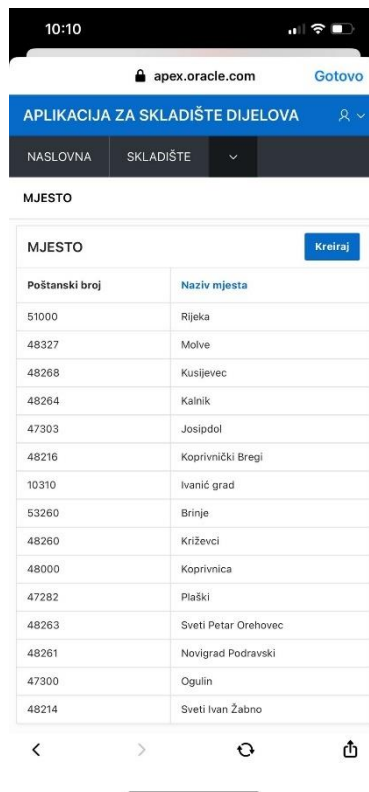 10:10
apex.oracle.com Gotovo
APLIKACIJA ZA SKLADIŠTE DIJELOVA
NASLOVNA SKLADIŠTE
MJESTO
MJESTO Kreiraj
Poštanski broj Naziv mjesta
51000 Rijeka
48327 Molve
48268 Kusijevec
48264 Kalnik
47303 Josipdol
48216 Koprivnički Bregi
10310 Ivanić grad
53260 Brinje
48260 Križevci
48000 Koprivnica
47282 Plaški
48263 Sveti Petar Orehovec
48261 Novigrad Podravski
47300 Ogulin
48214 Sveti Ivan Žabno